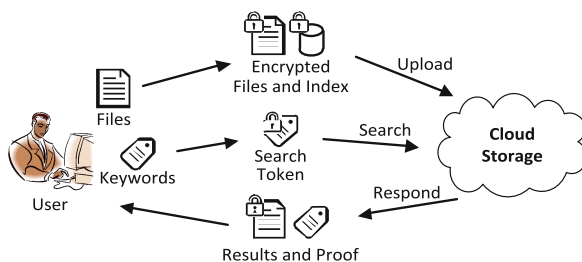 Encrypted
Files and Index
Upload
Files
Search
Cloud
Storage
Keywords
Search
Token
User
Respond
Results and Proof